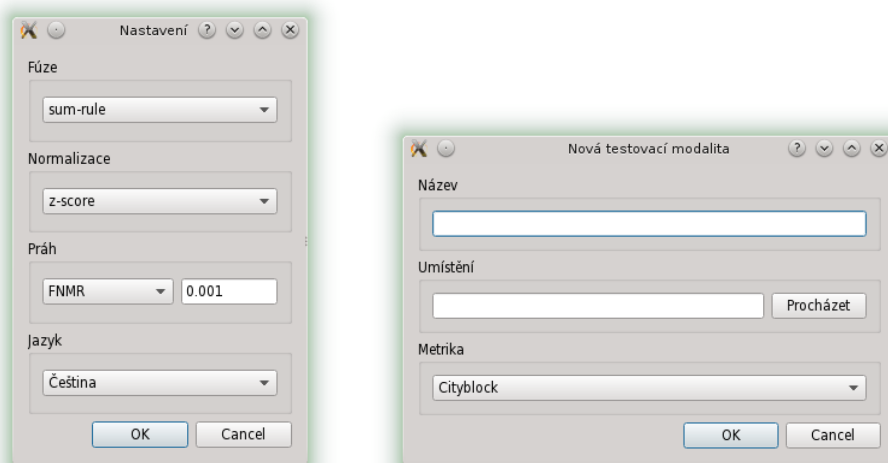 Nastavení
Fúze
sum-rule
Normalizace
z-score
Práh
FNMR 0.001
Jazyk
Čeština
OK Cancel
Nová testovací modalita
Název
Umístění
Procházet
Metrika
Cityblock
OK Cancel